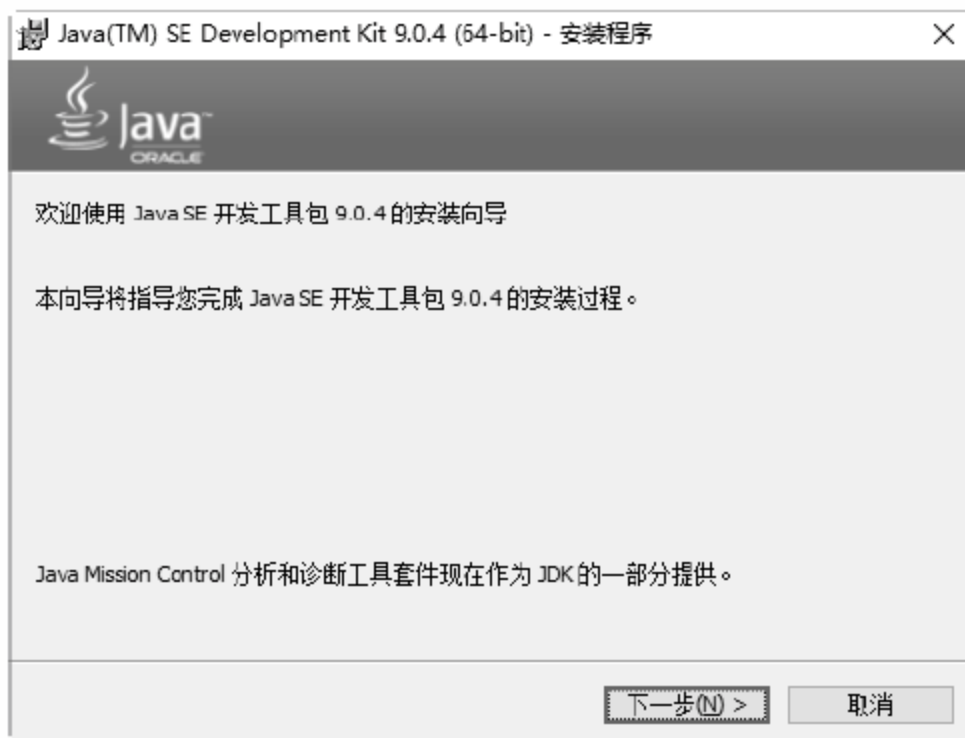 Java(TM) SE Development Kit 9.0.4 (64-bit) - 安装程序
Java™
ORACLE
欢迎使用 Java SE 开发工具包 9.0.4 的安装向导
本向导将指导您完成 Java SE 开发工具包 9.0.4 的安装过程。
Java Mission Control 分析和诊断工具套件现在作为 JDK 的一部分提供。
下一步(N) > 取消